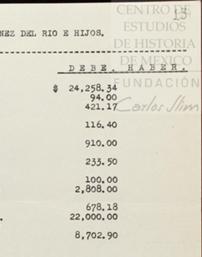 CENTRO DE
ESTUDIOS
DE HISTORIA
DE MEXICO
FUNDACIÓN
Carlos Slim
13
NEZ DEL RIO E HIJOS.
DEBE. HABER.
$ 24,258.34
94.00
421.17
116.40
910.00
233.50
100.00
2,808.00
678.18
22,000.00
8,702.90